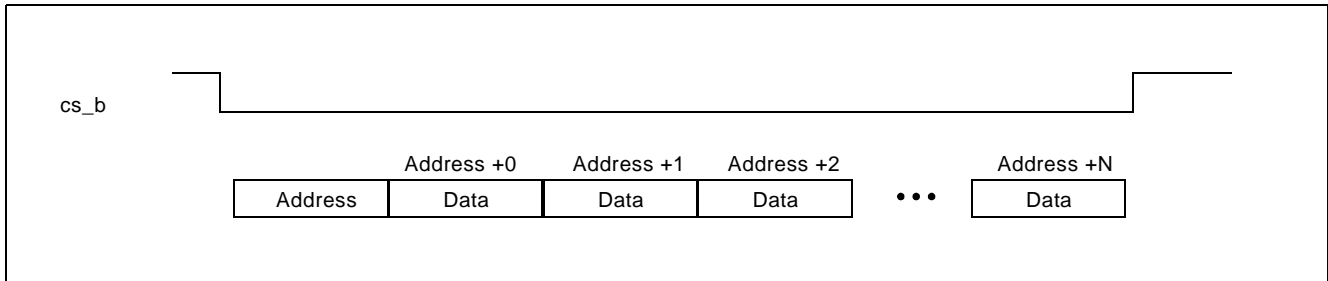 cs_b
Address +0 Address +1 Address +2 Address +N
Address Data Data Data ••• Data